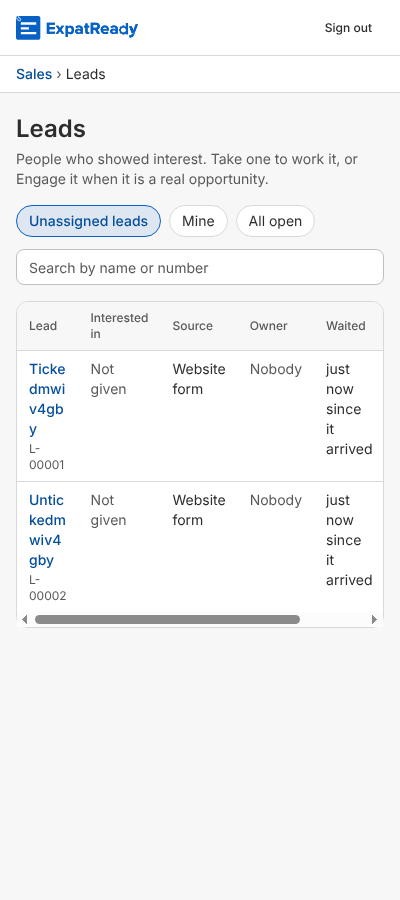 ExpatReady
Sign out
Sales › Leads
Leads
People who showed interest. Take one to work it, or
Engage it when it is a real opportunity.
Unassigned leads
Mine
All open
Search by name or number
Lead
Interested
in
Source
Owner
Waited
Ticke
dmwi
v4gb
y
L-
00001
Not
given
Website
form
Nobody
just
now
since
it
arrived
Untic
kedm
wiv4
gby
L-
00002
Not
given
Website
form
Nobody
just
now
since
it
arrived